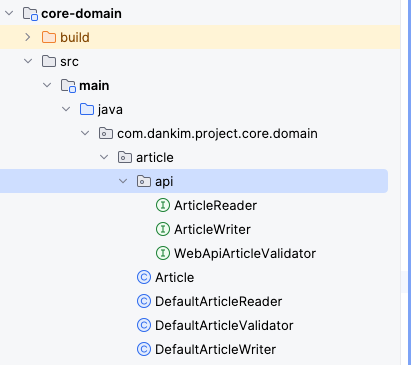 core-domain
build
src
main
java
com.dankim.project.core.domain
article
api
I ArticleReader
I ArticleWriter
I WebApiArticleValidator
C Article
C DefaultArticleReader
C DefaultArticleValidator
C DefaultArticleWriter